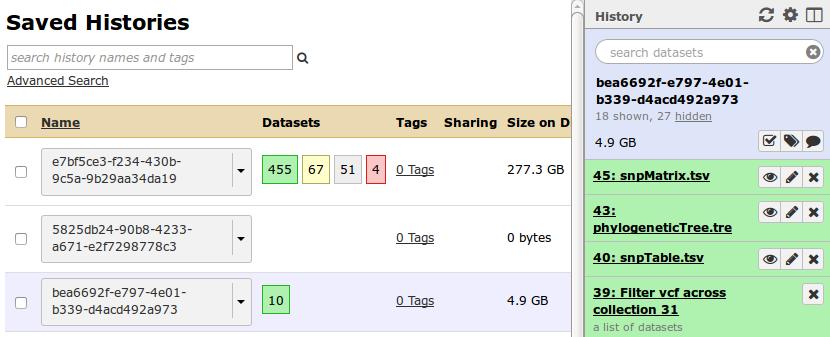 Saved Histories
search history names and tags
Advanced Search
Name Datasets Tags Sharing Size on D
e7bf5ce3-f234-430b-
9c5a-9b29aa34da19
455 67 51 4
0 Tags
277.3 GB
5825db24-90b8-4233-
a671-e2f7298778c3
0 Tags
0 bytes
bea6692f-e797-4e01-
b339-d4acd492a973
10
0 Tags
4.9 GB
History
search datasets
bea6692f-e797-4e01-
b339-d4acd492a973
18 shown, 27 hidden
4.9 GB
45: snpMatrix.tsv
43:
phylogeneticTree.tre
40: snpTable.tsv
39: Filter vcf across
collection 31
a list of datasets